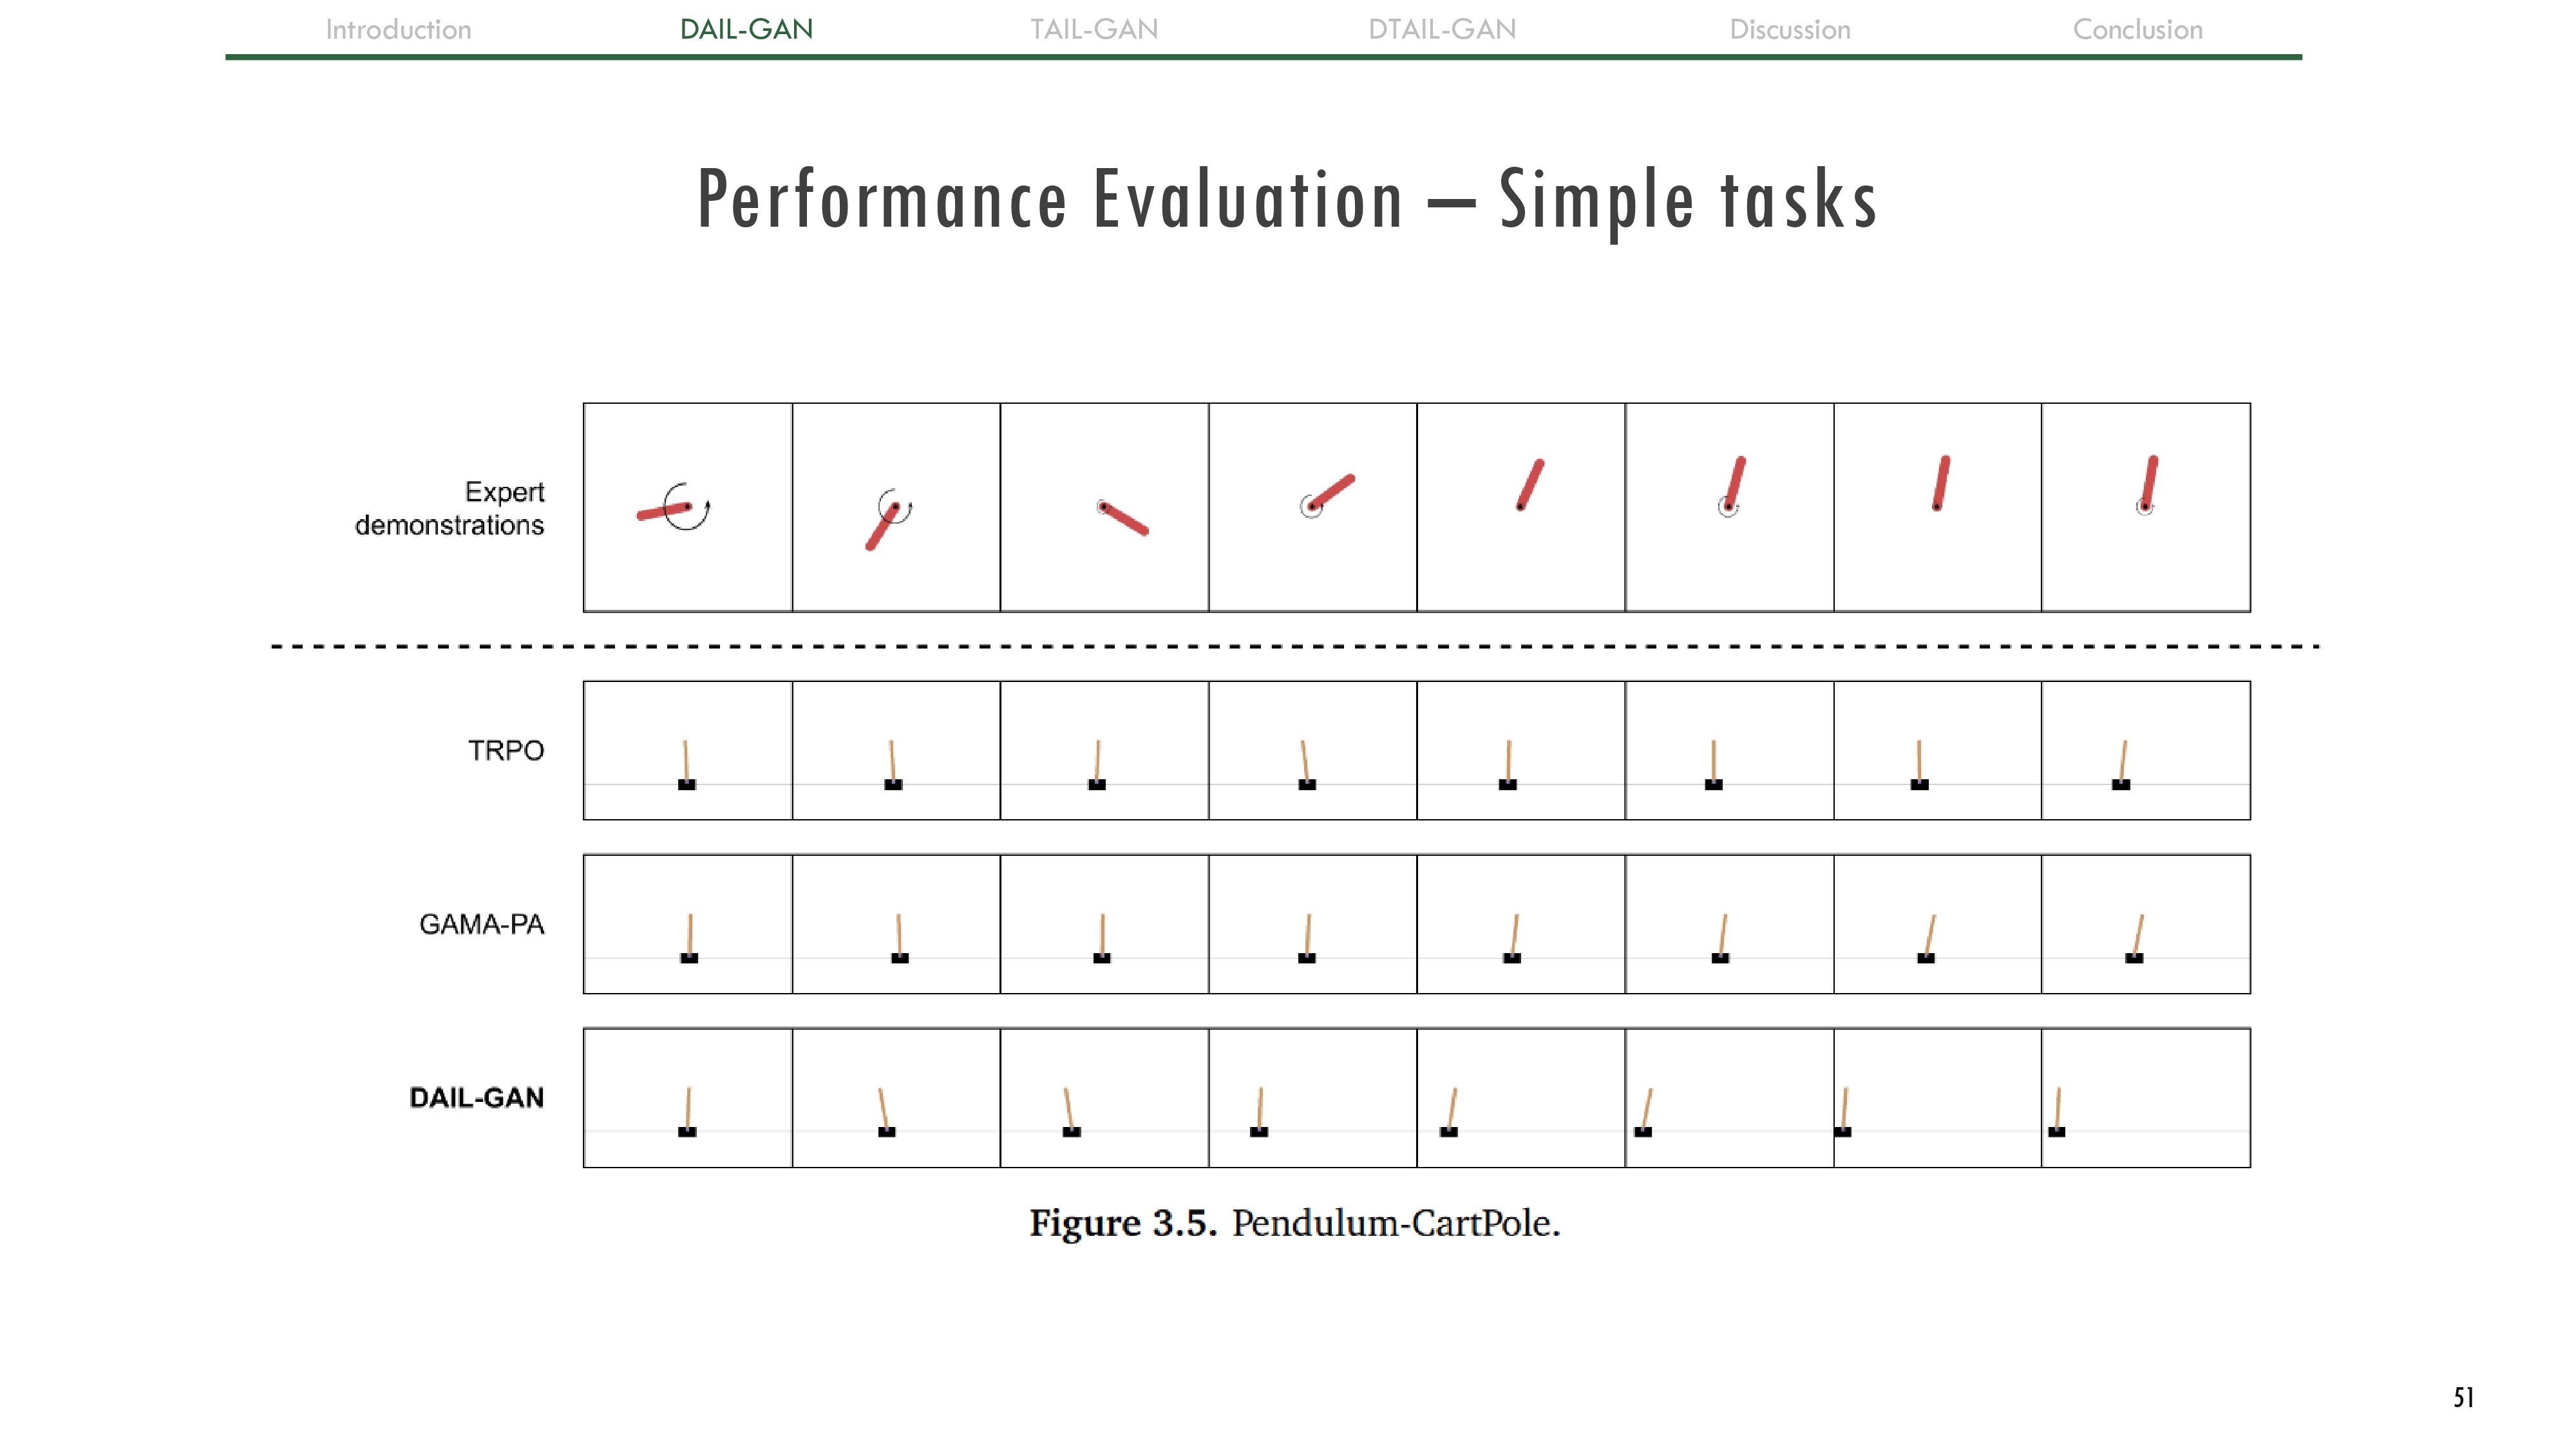 Introduction DAIL-GAN TAIL-GAN DTAIL-GAN Discussion Conclusion
Performance Evaluation – Simple tasks
Expert
demonstrations
TRPO
GAMA-PA
DAIL-GAN
Figure 3.5. Pendulum-CartPole.
51